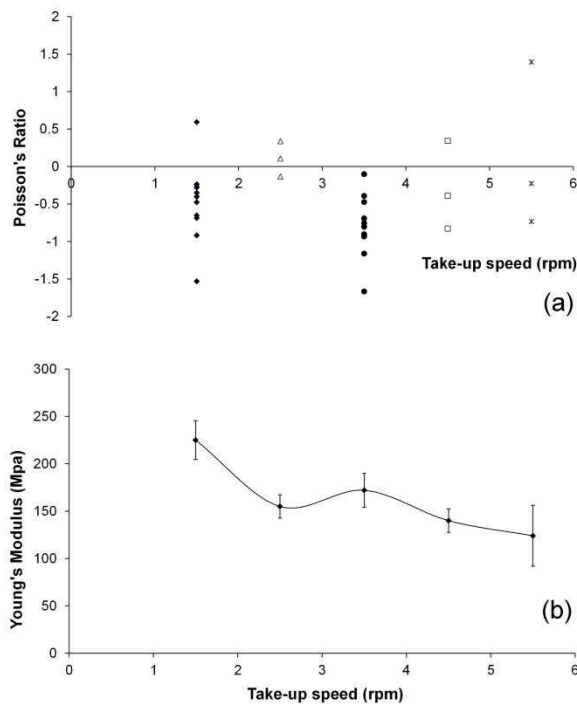 2
1.5
1
0.5
0
-0.5
-1
-1.5
-2
0 1 2 3 4 5 6
Poisson's Ratio
Take-up speed (rpm)
(a)
300
250
200
150
100
50
0
0 1 2 3 4 5 6
Young's Modulus (Mpa)
(b)
Take-up speed (rpm)